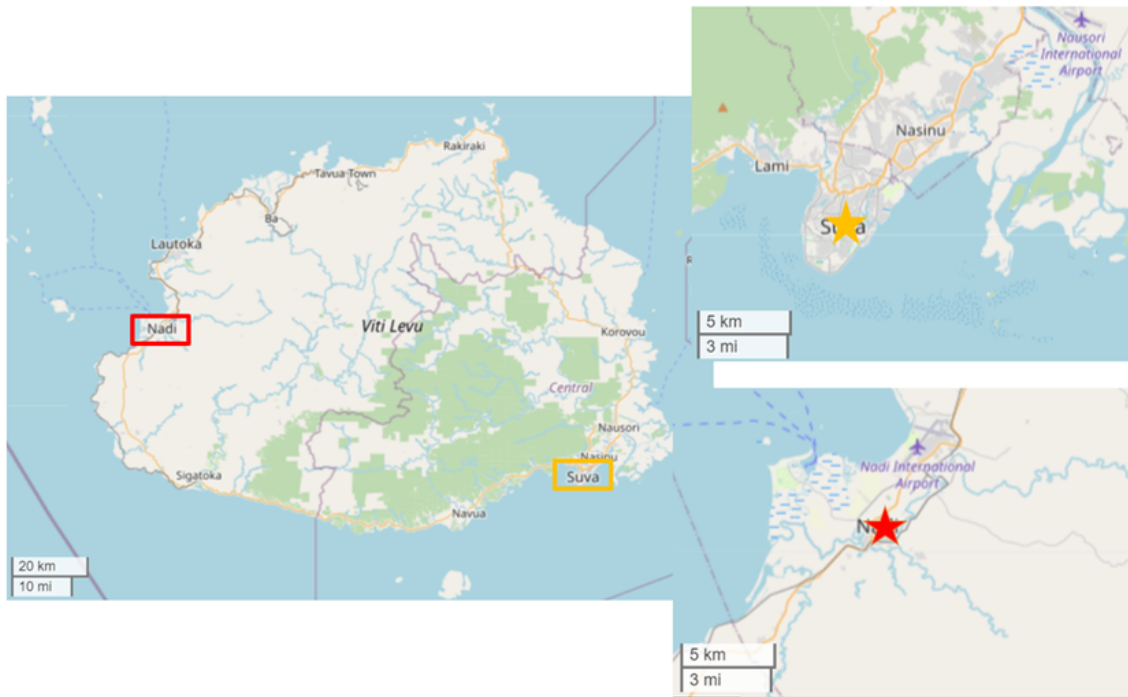 Rakiraki
Tavua Town
Ba
Lautoka
Nadi
Viti Levu
Korovou
Central
Nausori
Nasinu
Suva
Sigatoka
Navua
20 km
10 mi
R
Nausori
International
Airport
Nasinu
Lami
5 km
3 mi
Nadi International
Airport
5 km
3 mi